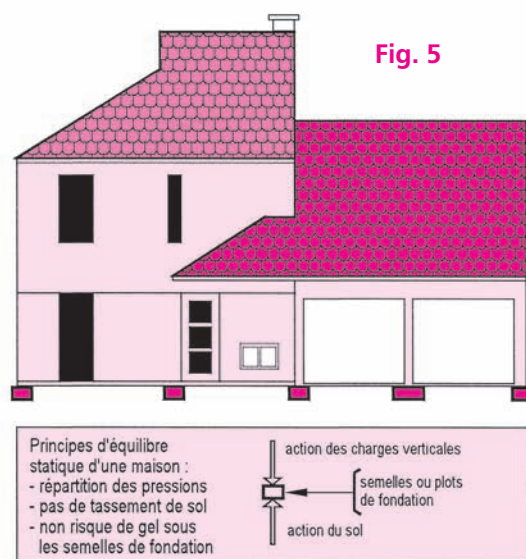 Fig. 5
Principes d'équilibre
statique d'une maison :
- répartition des pressions
- pas de tassement de sol
- non risque de gel sous
les semelles de fondation
action des charges verticales
semelles ou plots
de fondation
action du sol